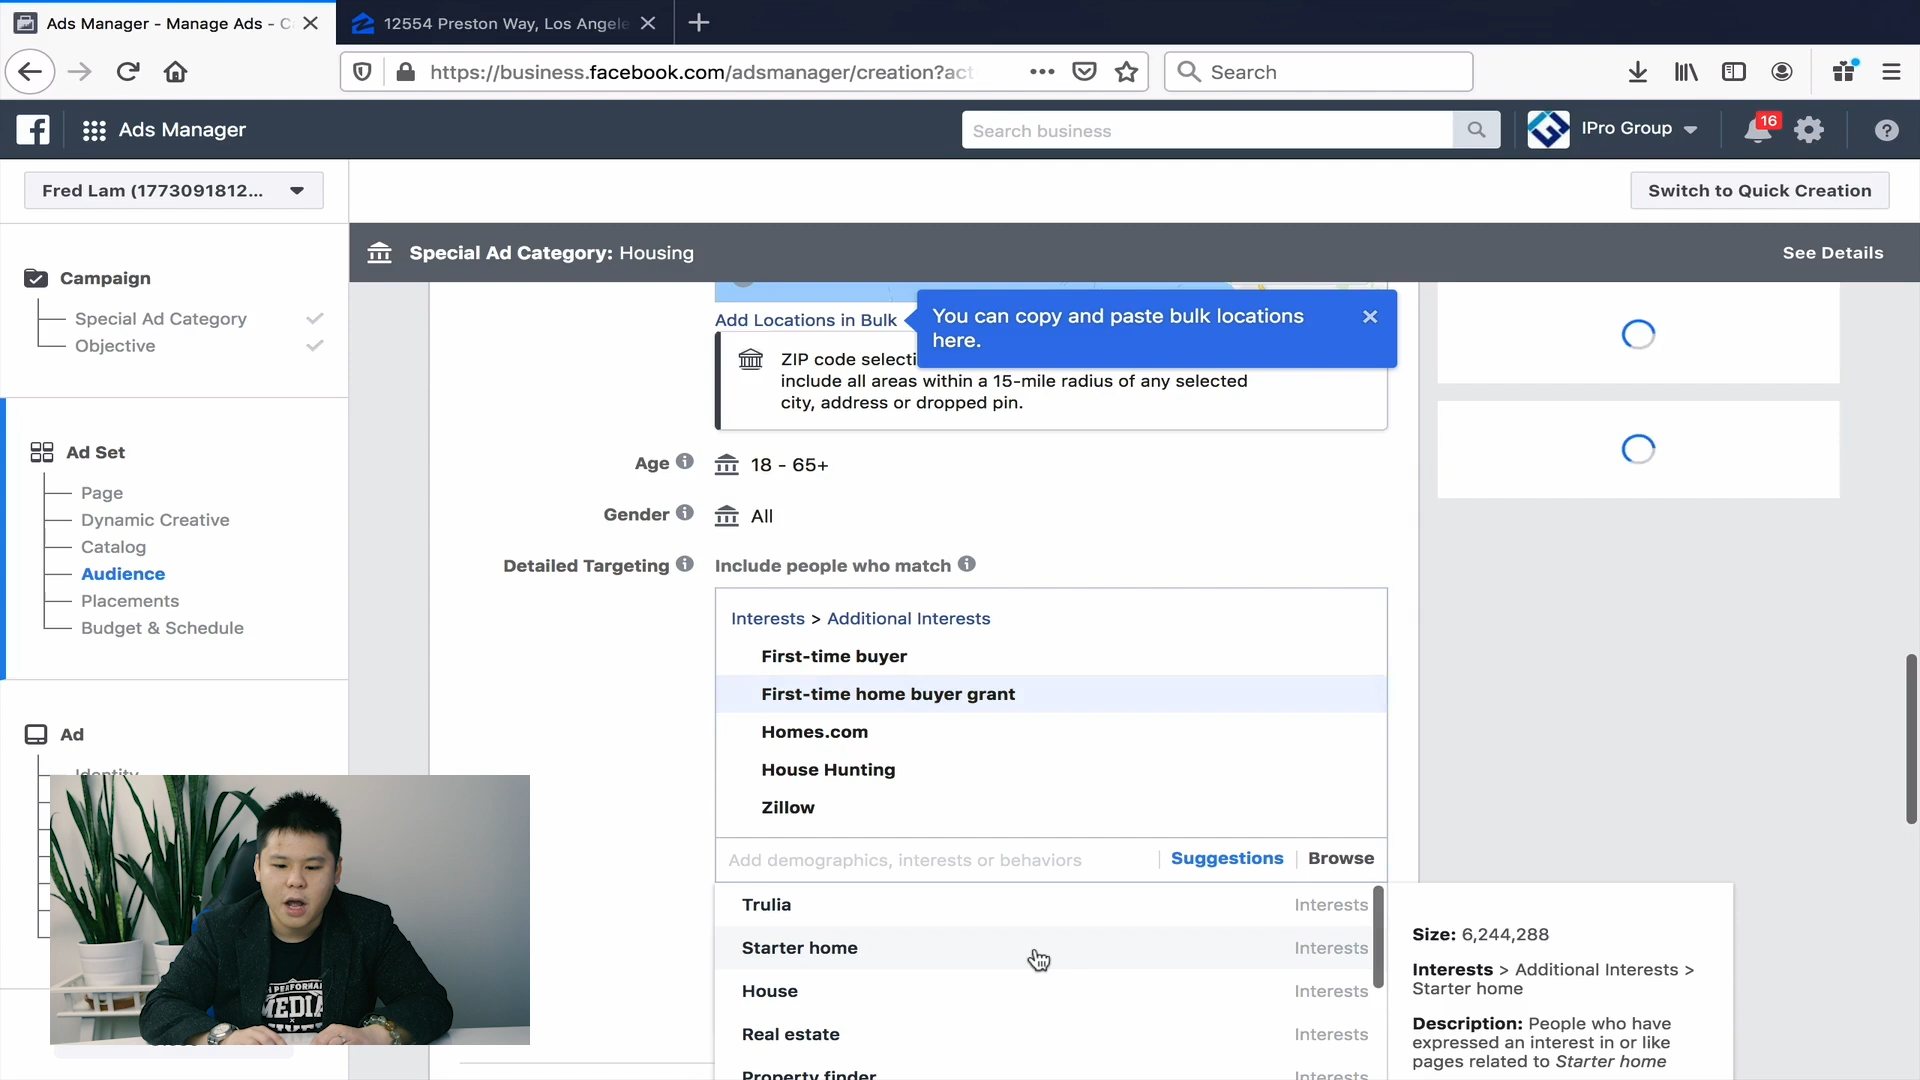 Ads Manager - Manage Ads - C
12554 Preston Way, Los Angele
https://business.facebook.com/adsmanager/creation?act
Search
Ads Manager
Search business
IPro Group
16
Fred Lam (1773091812...
Switch to Quick Creation
Special Ad Category: Housing
See Details
Campaign
Special Ad Category
Objective
Ad Set
Page
Dynamic Creative
Catalog
Audience
Placements
Budget & Schedule
Ad
Identity
Add Locations in Bulk
You can copy and paste bulk locations
here.
ZIP code selecti
include all areas within a 15-mile radius of any selected
city, address or dropped pin.
Age
18 - 65+
Gender
All
Detailed Targeting
Include people who match
Interests > Additional Interests
First-time buyer
First-time home buyer grant
Homes.com
House Hunting
Zillow
Add demographics, interests or behaviors
Suggestions
Browse
Trulia Interests
Starter home Interests
House Interests
Real estate Interests
Property finder Interests
Size: 6,244,288
Interests > Additional Interests >
Starter home
Description: People who have
expressed an interest in or like
pages related to Starter home
PERFORMA
MEDIA